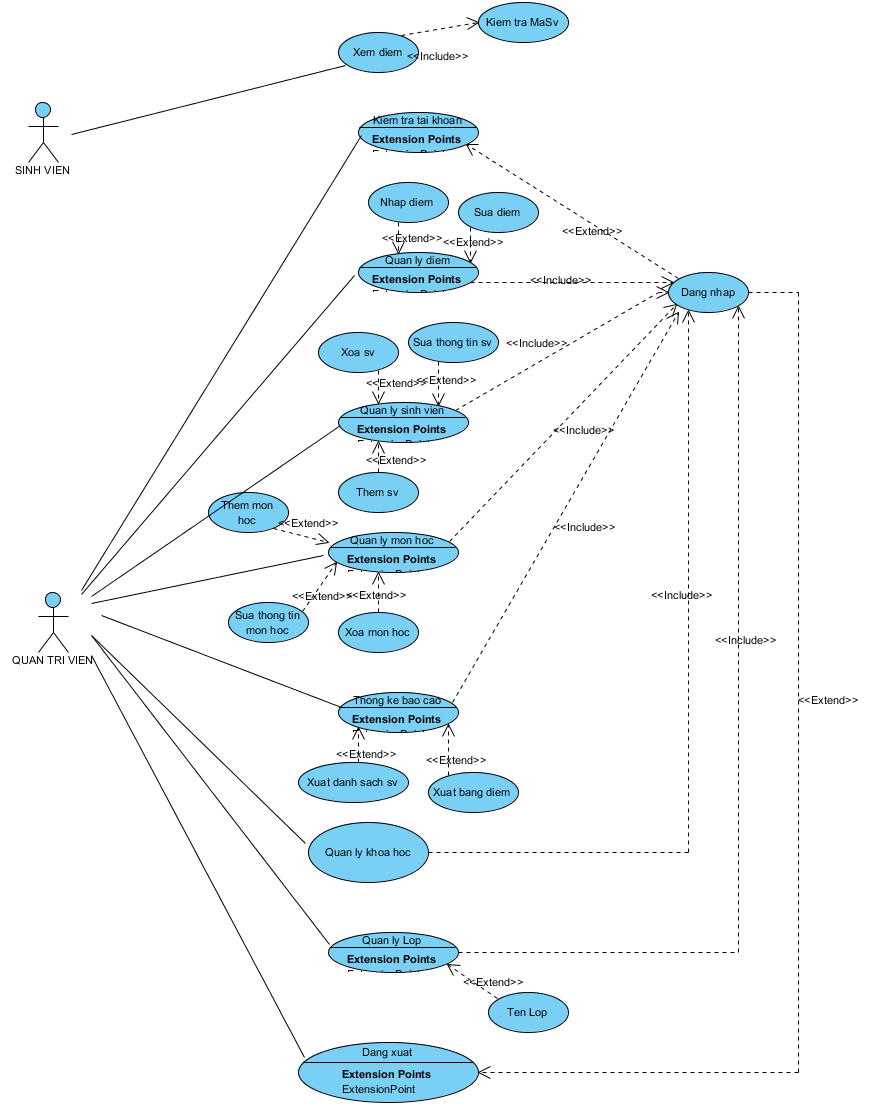 Kiem tra MaSv
Xem diem
<<Include>>
SINH VIEN
Kiem tra tai khoan
Extension Points
Nhap diem
Sua diem
<<Extend>>
<<Extend>>
<<Extend>>
Quan ly diem
Extension Points
<<Include>>
Dang nhap
Xoa sv
Sua thong tin sv
<<Include>>
<<Extend>>
<<Extend>>
Quan ly sinh vien
Extension Points
<<Include>>
<<Extend>>
Them sv
Them mon
hoc
<<Extend>>
<<Include>>
Quan ly mon hoc
Extension Points
<<Extend>>
<<Extend>>
<<Include>>
Sua thong tin
mon hoc
Xoa mon hoc
<<Include>>
QUAN TRI VIEN
Thong ke bao cao
Extension Points
<<Extend>>
<<Extend>>
<<Extend>>
Xuat danh sach sv
Xuat bang diem
Quan ly khoa hoc
Quan ly Lop
Extension Points
<<Extend>>
Ten Lop
Dang xuat
Extension Points
ExtensionPoint